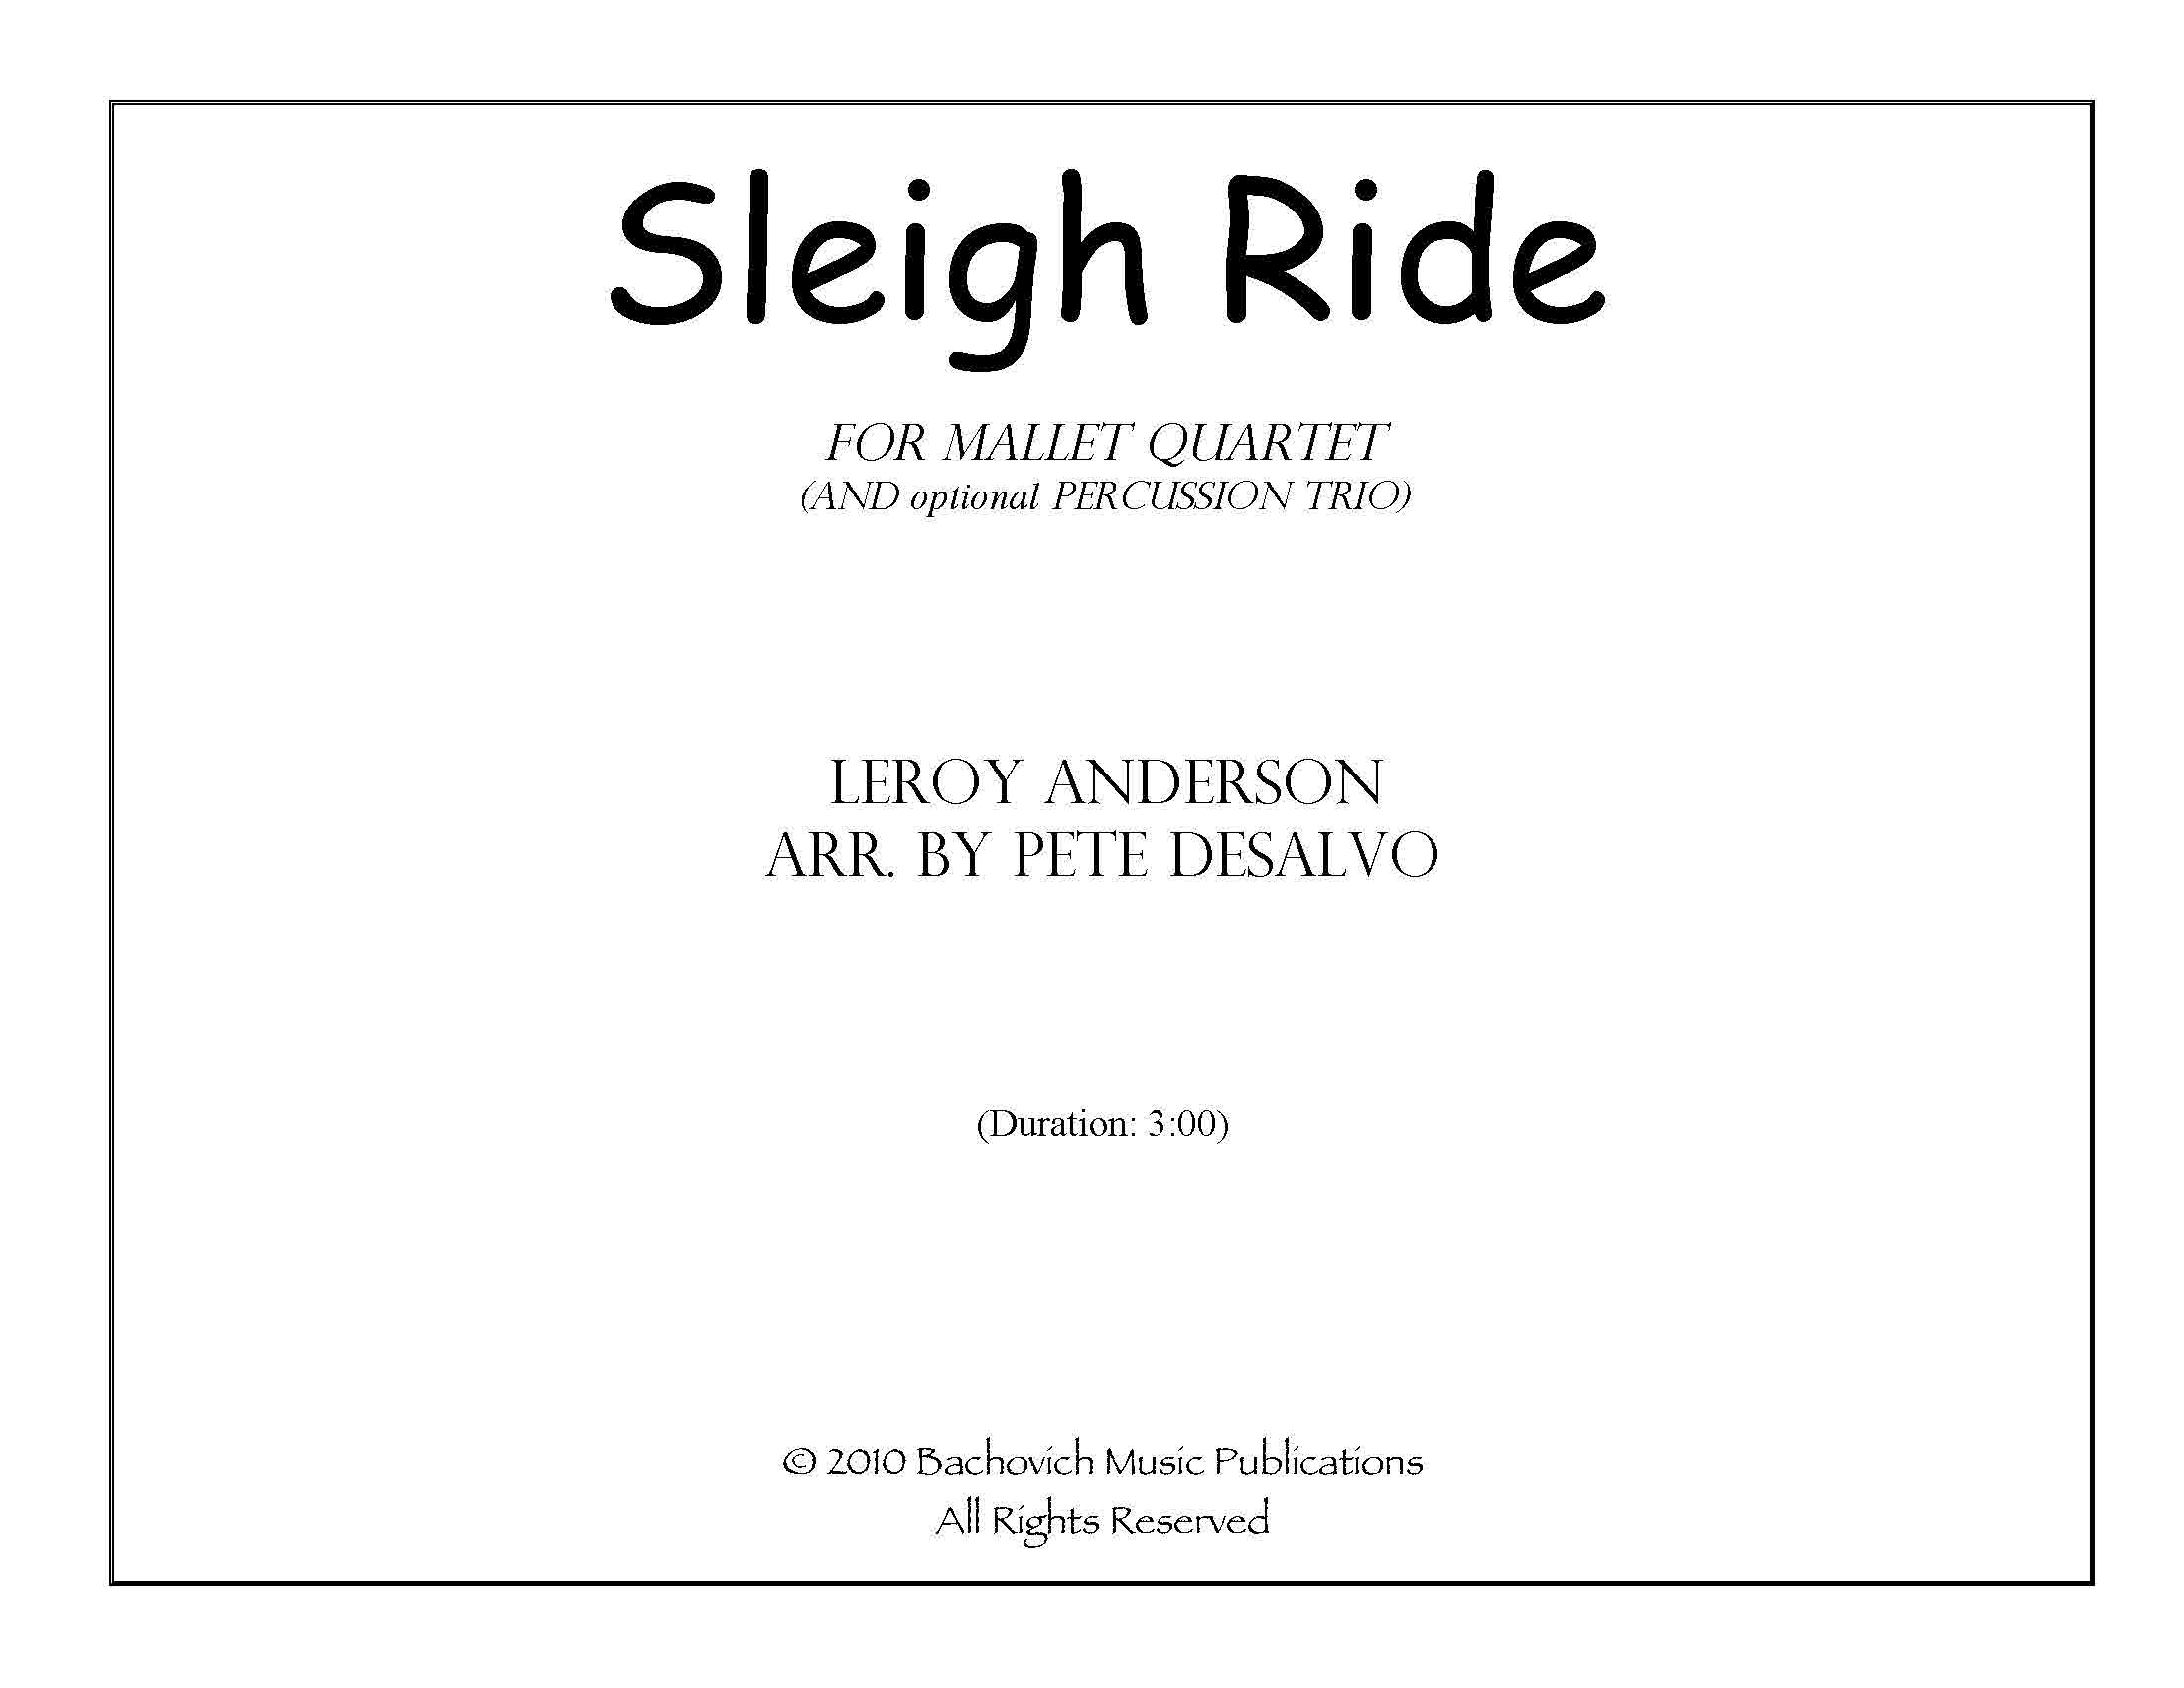 Sleigh Ride
FOR MALLET QUARTET
(AND optional PERCUSSION TRIO)
LEROY ANDERSON
ARR. BY PETE DESALVO
(Duration: 3:00)
© 2010 Bachovich Music Publications
All Rights Reserved